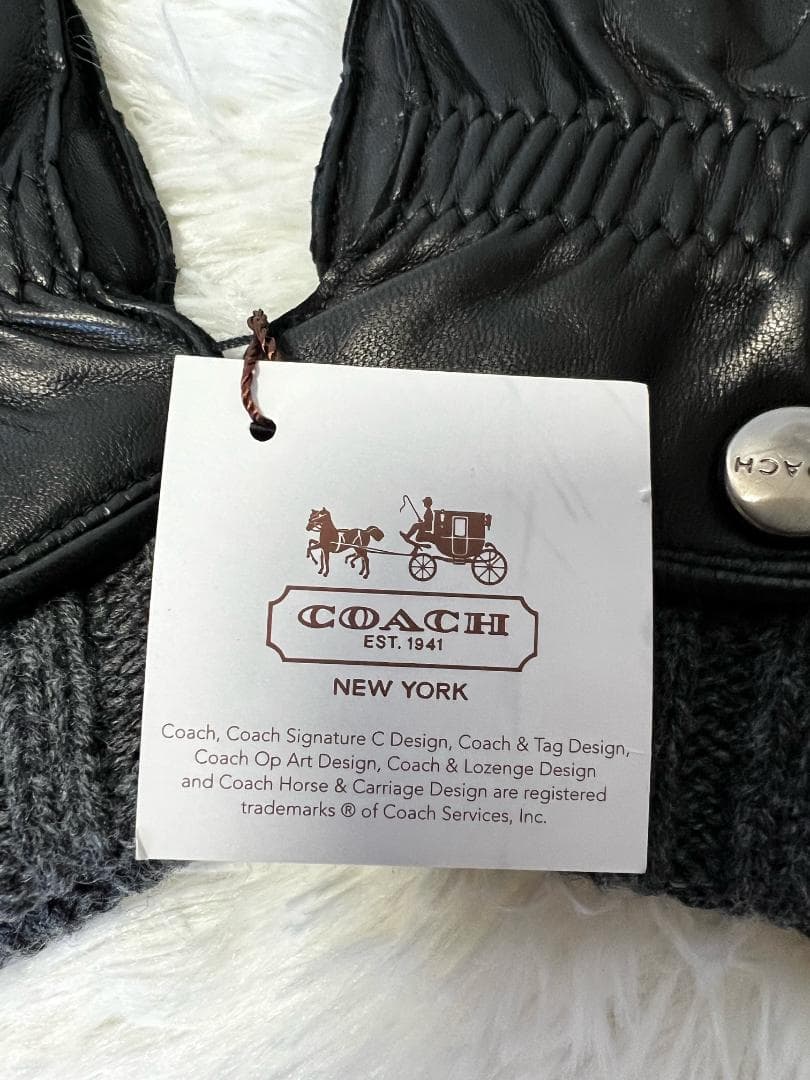 COACH
EST. 1941
NEW YORK
Coach, Coach Signature C Design, Coach & Tag Design,
Coach Op Art Design, Coach & Lozenge Design
and Coach Horse & Carriage Design are registered
trademarks ® of Coach Services, Inc.
COACH